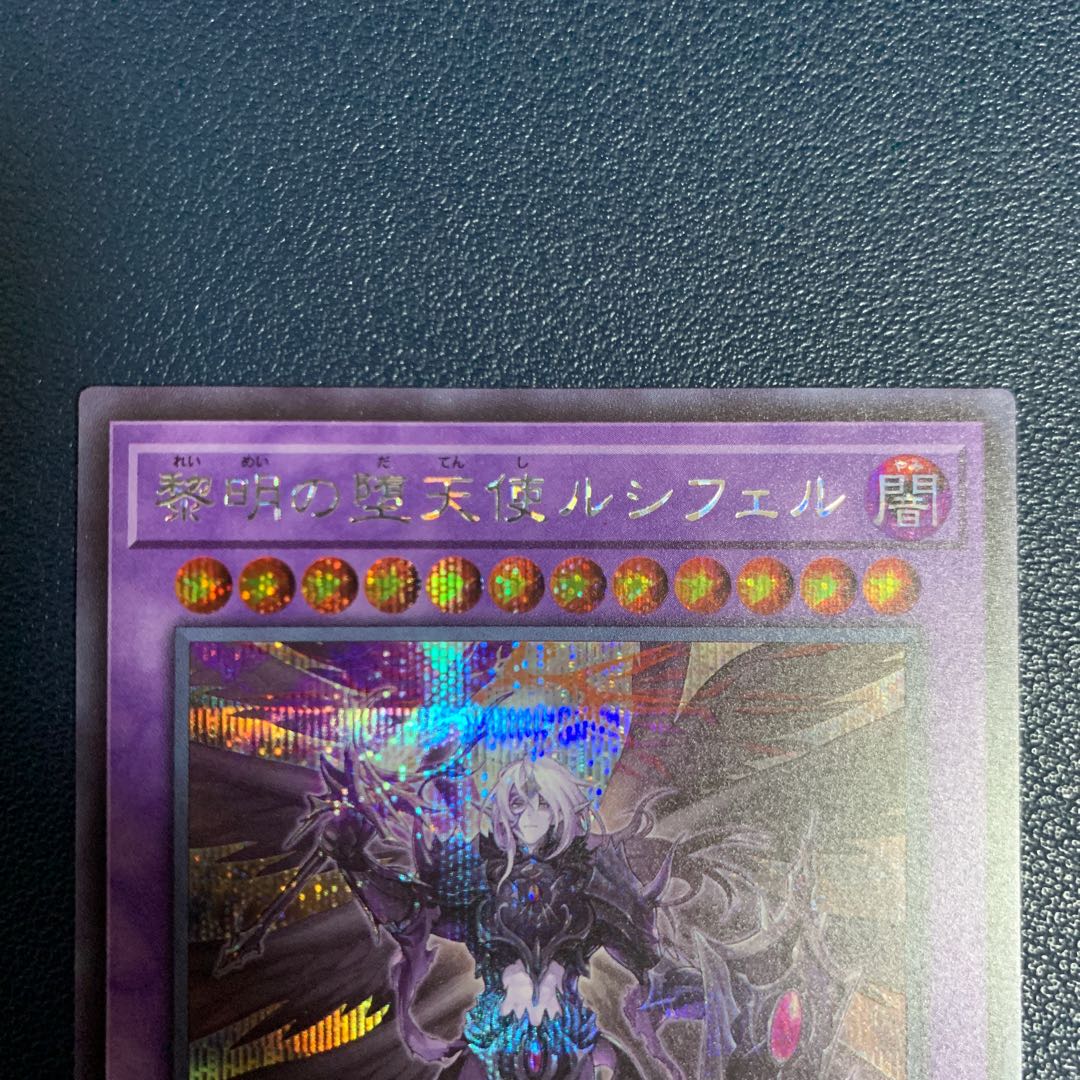 れい めい だ てん し
黎明の堕天使ルシフェル
やみ
闇